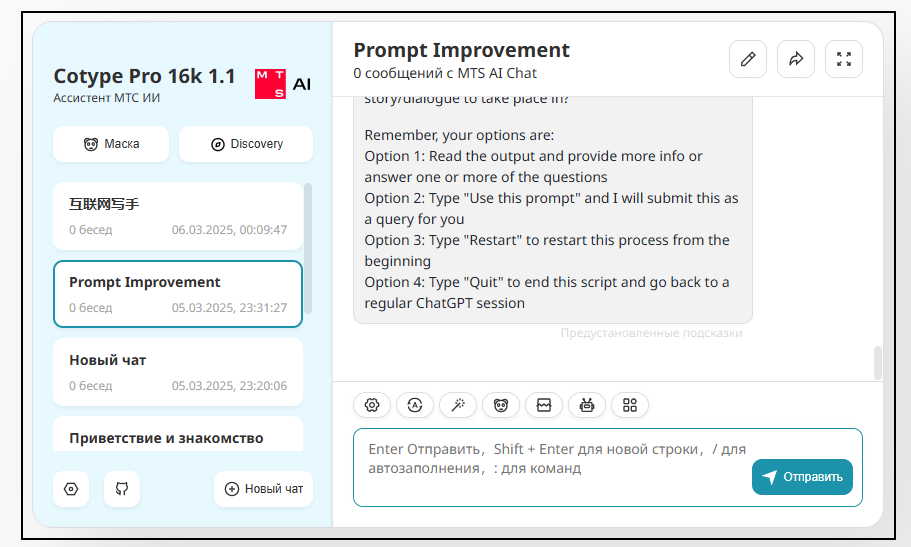 Cotype Pro 16k 1.1
Ассистент МТС ИИ
M T S AI
Маска
Discovery
互联网写手
0 бесед 06.03.2025, 00:09:47
Prompt Improvement
0 бесед 05.03.2025, 23:31:27
Новый чат
0 бесед 05.03.2025, 23:20:06
Приветствие и знакомство
Новый чат
Prompt Improvement
0 сообщений с MTS AI Chat
story/dialogue to take place in?
Remember, your options are:
Option 1: Read the output and provide more info or
answer one or more of the questions
Option 2: Type "Use this prompt" and I will submit this as
a query for you
Option 3: Type "Restart" to restart this process from the
beginning
Option 4: Type "Quit" to end this script and go back to a
regular ChatGPT session
Предустановленные подсказки
Enter Отправить，Shift + Enter для новой строки，/ для
автозаполнения，: для команд
Отправить